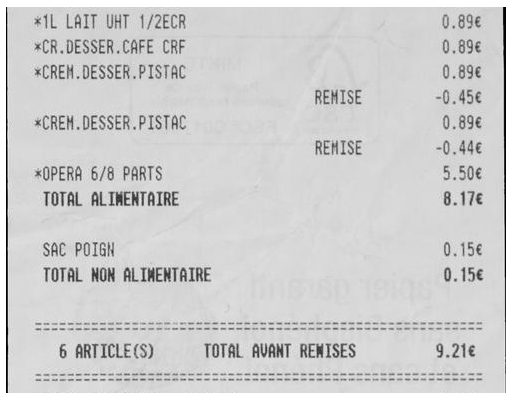 *1L LAIT UHT 1/2ECR 0.89€
*CR.DESSER.CAFE CRF 0.89€
*CREM.DESSER.PISTAC 0.89€
REMISE -0.45€
*CREM.DESSER.PISTAC 0.89€
REMISE -0.44€
*OPERA 6/8 PARTS 5.50€
TOTAL ALIMENTAIRE 8.17€
SAC POIGN 0.15€
TOTAL NON ALIMENTAIRE 0.15€
6 ARTICLE(S) TOTAL AVANT REMISES 9.21€